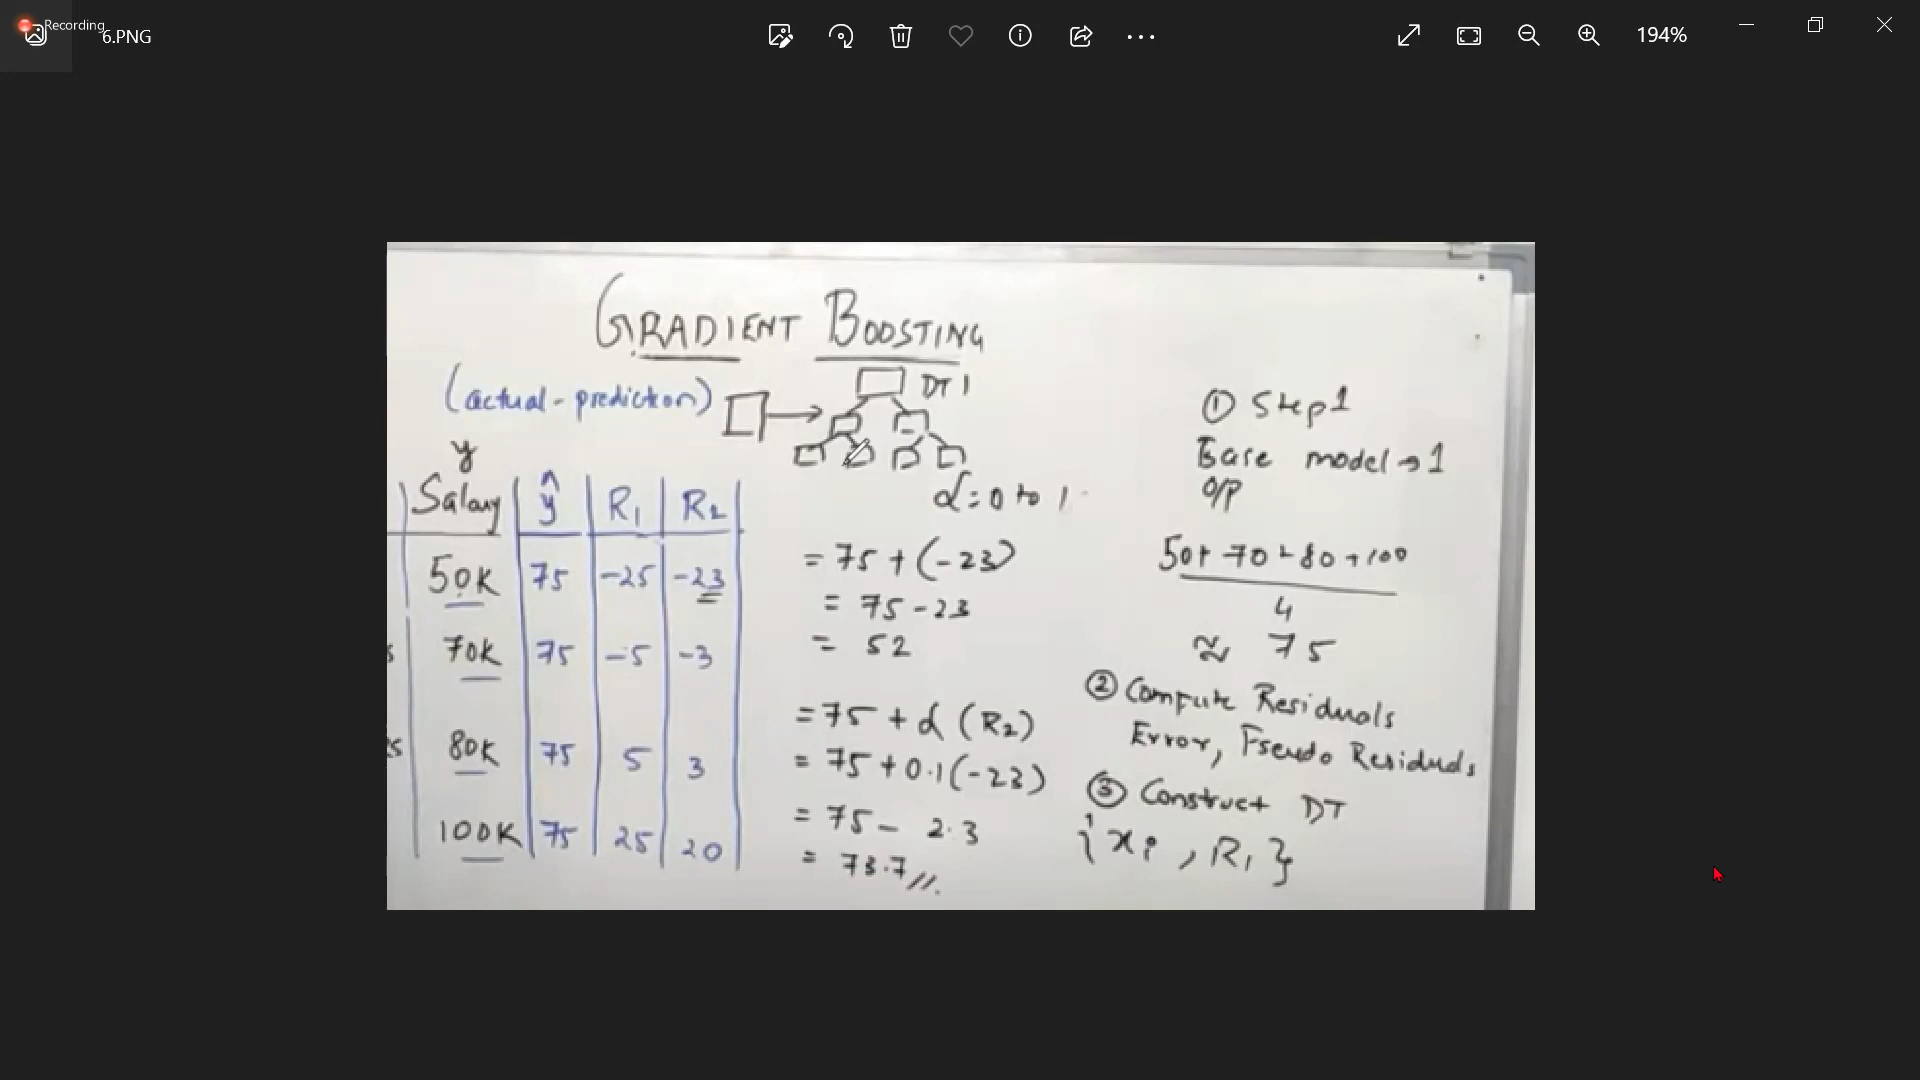 Recording
6.PNG
194%
GRADIENT BOOSTING
(actual - prediction)
DT 1
y
Salary ŷ R1 R2
α = 0 to 1
50K 75 -25 -23
70K 75 -5 -3
80K 75 5 3
100K 75 25 20
= 75 + (-23)
= 75 - 23
= 52
= 75 + α (R2)
= 75 + 0.1 (-23)
= 75 - 2.3
= 73.7 //.
① Step 1
Base model → 1
O/P
50 + 70 + 80 + 100
4
≈ 75
② Compute Residuals
Error, Pseudo Residuals
③ Construct DT
{xi, R1}